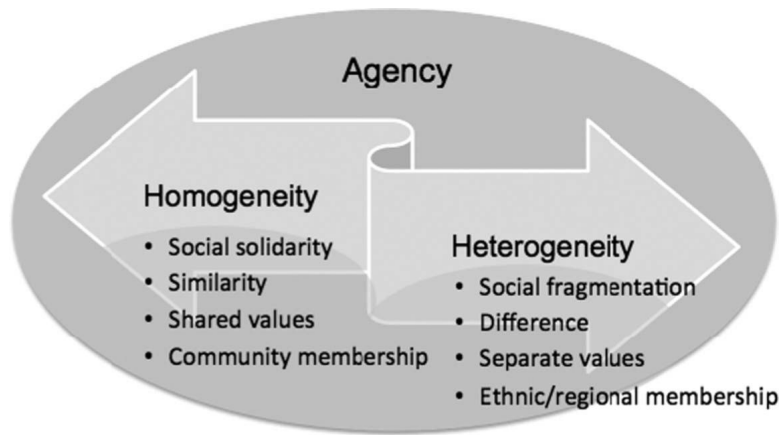 Agency
Homogeneity
• Social solidarity
• Similarity
• Shared values
• Community membership
Heterogeneity
• Social fragmentation
• Difference
• Separate values
• Ethnic/regional membership